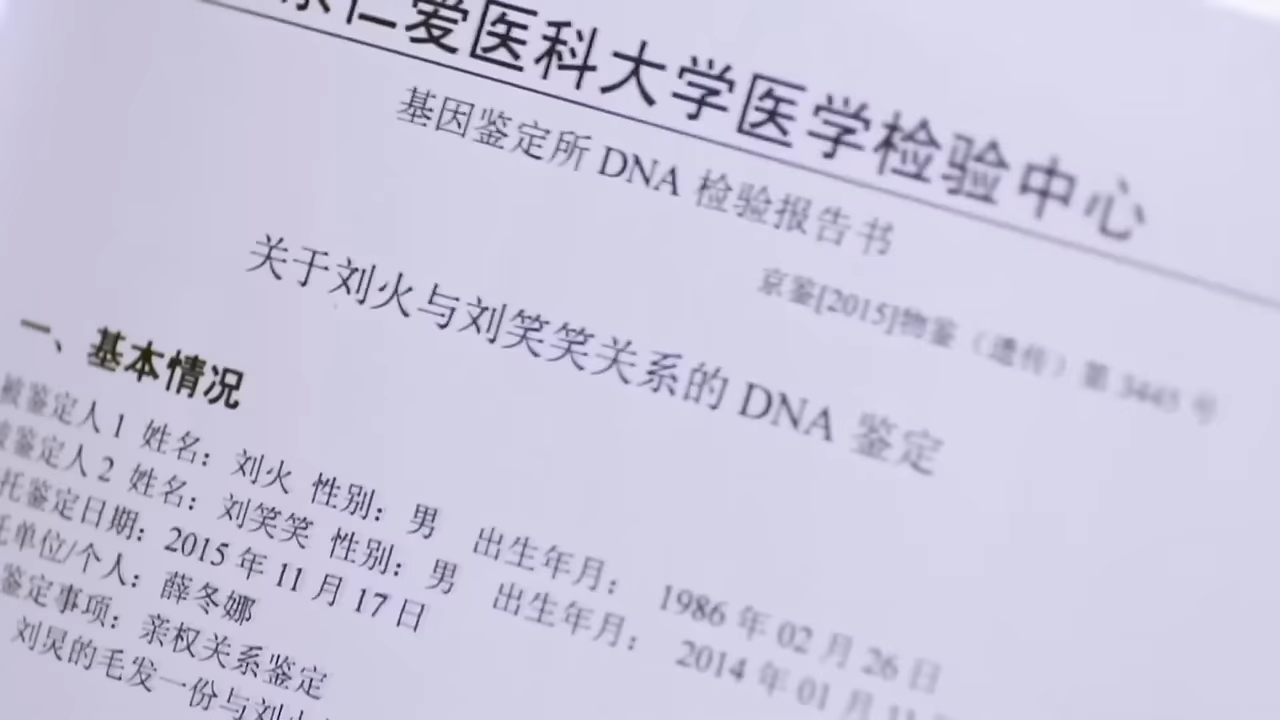 仁爱医科大学医学检验中心
基因鉴定所 DNA 检验报告书
京鉴[2015]物鉴（遗传）第 3445 号
关于刘火与刘笑笑关系的 DNA 鉴定
一、基本情况
被鉴定人1 姓名：刘火 性别：男 出生年月：1986 年 02 月 26 日
被鉴定人2 姓名：刘笑笑 性别：男 出生年月：2014 年 01 月
托鉴定日期：2015 年 11 月 17 日
托单位/个人：薛冬娜
鉴定事项：亲权关系鉴定
刘炅的毛发一份与刘